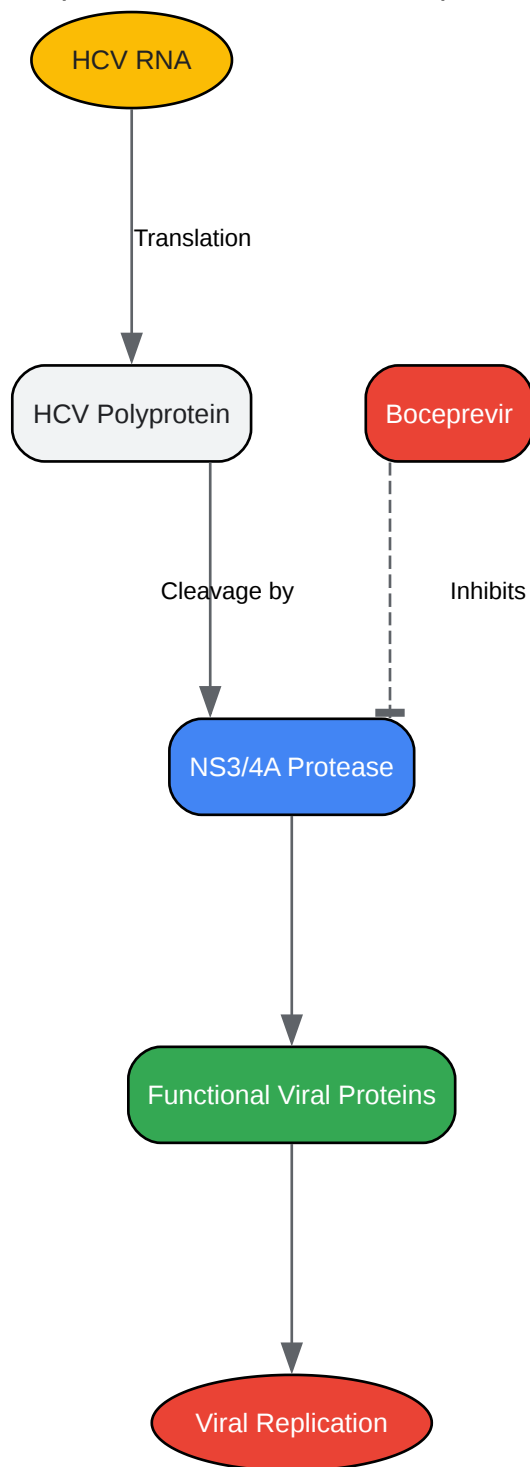 HCV RNA
Translation
HCV Polyprotein
Boceprevir
Cleavage by
Inhibits
NS3/4A Protease
Functional Viral Proteins
Viral Replication